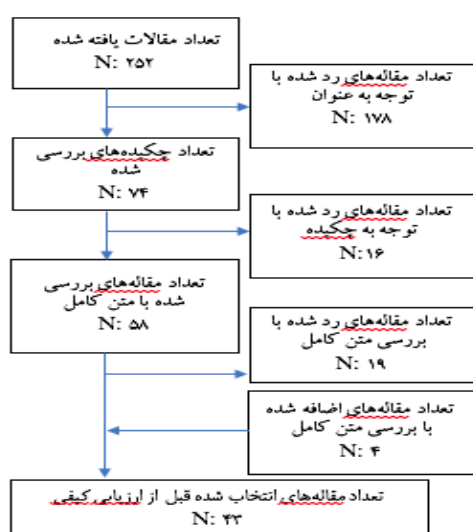 تعداد مقالات یافته شده
N: ۲۵۲
تعداد مقاله‌های رد شده با
توجه به عنوان
N: ۱۷۸
تعداد چکیده‌های بررسی
شده
N: ۷۴
تعداد مقاله‌های رد شده با
توجه به چکیده
N:۱۶
تعداد مقاله‌های بررسی
شده با متن کامل
N: ۵۸
تعداد مقاله‌های رد شده با
بررسی متن کامل
N: ۱۹
تعداد مقاله‌های اضافه شده
با بررسی متن کامل
N: ۴
تعداد مقاله‌های انتخاب شده قبل از ارزیابی کیفی
N: ۴۳